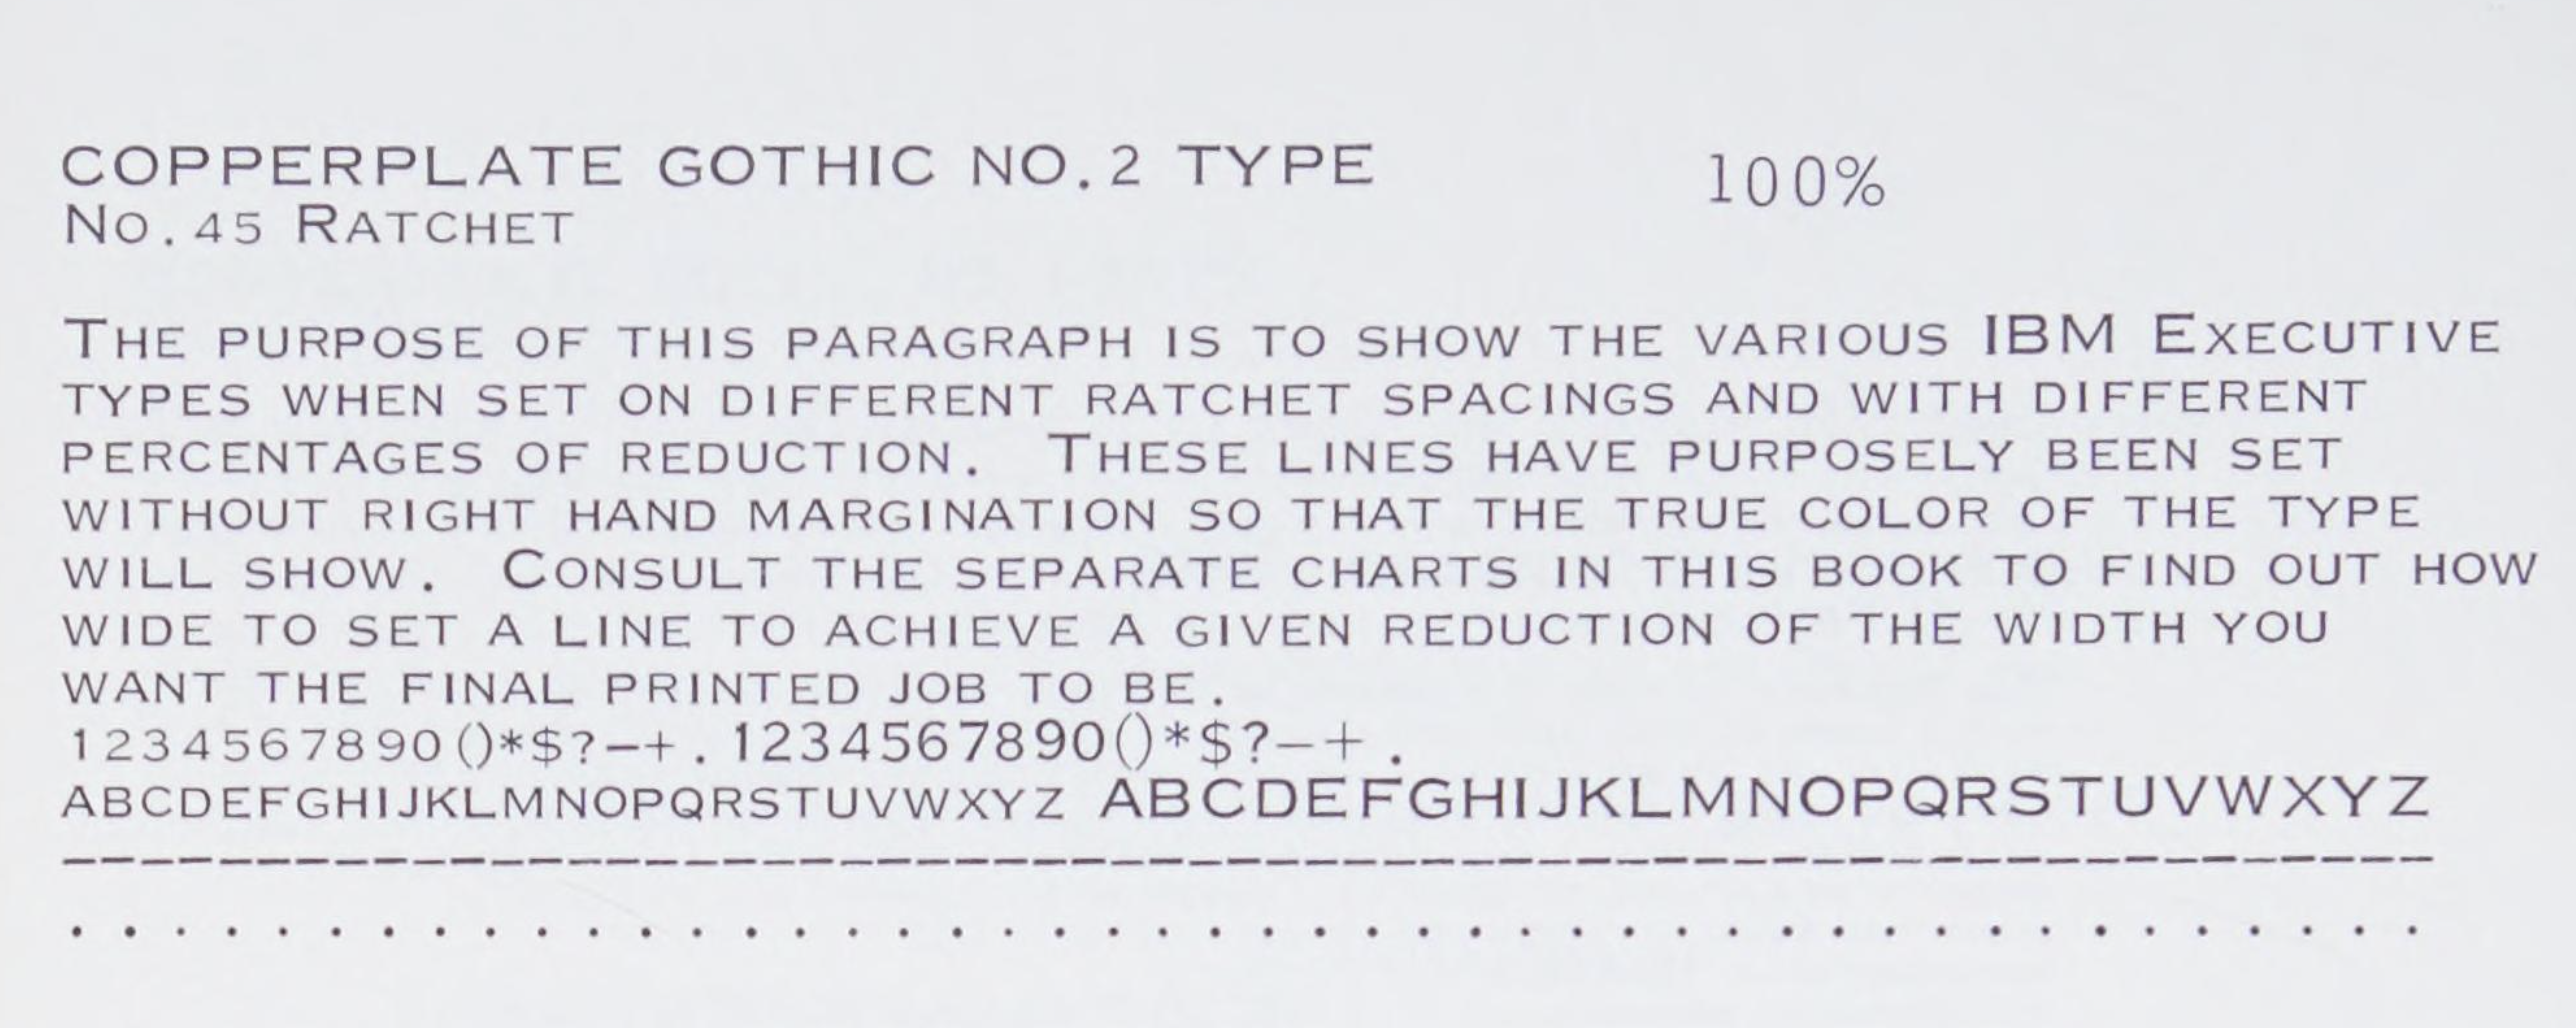 COPPERPLATE GOTHIC NO.2 TYPE 100%
No.45 Ratchet
The purpose of this paragraph is to show the various IBM Executive
types when set on different ratchet spacings and with different
percentages of reduction.  These lines have purposely been set
without right hand margination so that the true color of the type
will show.  Consult the separate charts in this book to find out how
wide to set a line to achieve a given reduction of the width you
want the final printed job to be.
1234567890()*$?-+.1234567890()*$?-+.
abcdefghijklmnopqrstuvwxyz ABCDEFGHIJKLMNOPQRSTUVWXYZ
_____________________________________________________________
. . . . . . . . . . . . . . . . . . . . . . . . . . . . . . . . . . . . . . . . . . . . . .